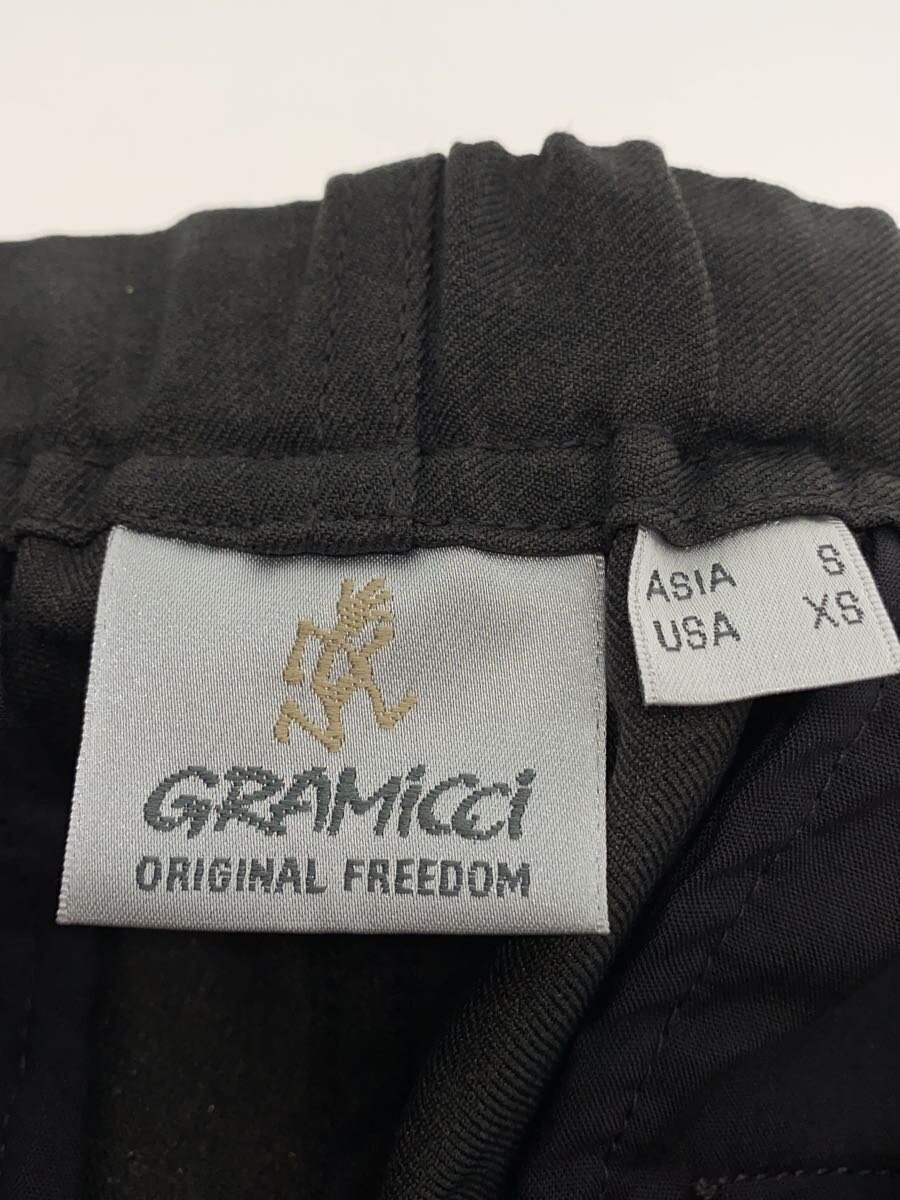 GRAMiCCi
ORIGINAL FREEDOM
ASIA S
USA XS